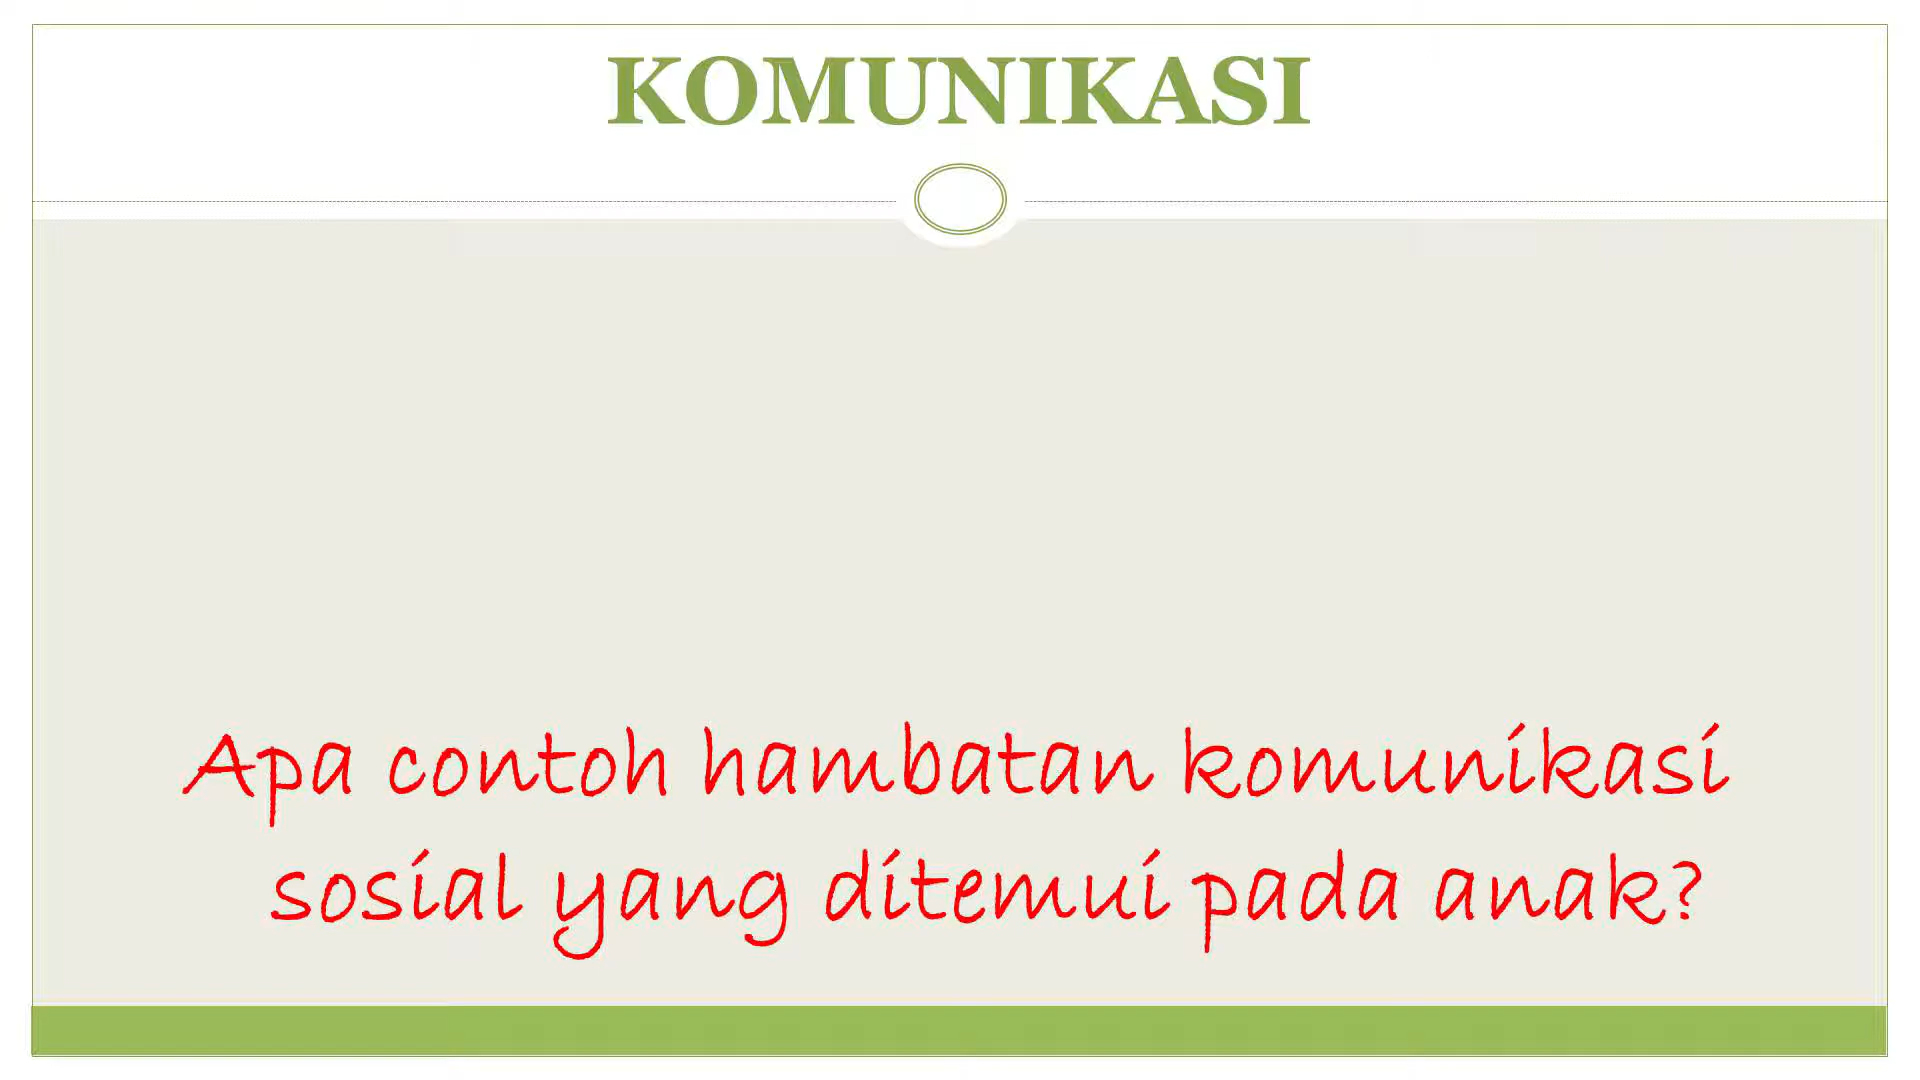 KOMUNIKASI
Apa contoh hambatan komunikasi
sosial yang ditemui pada anak?